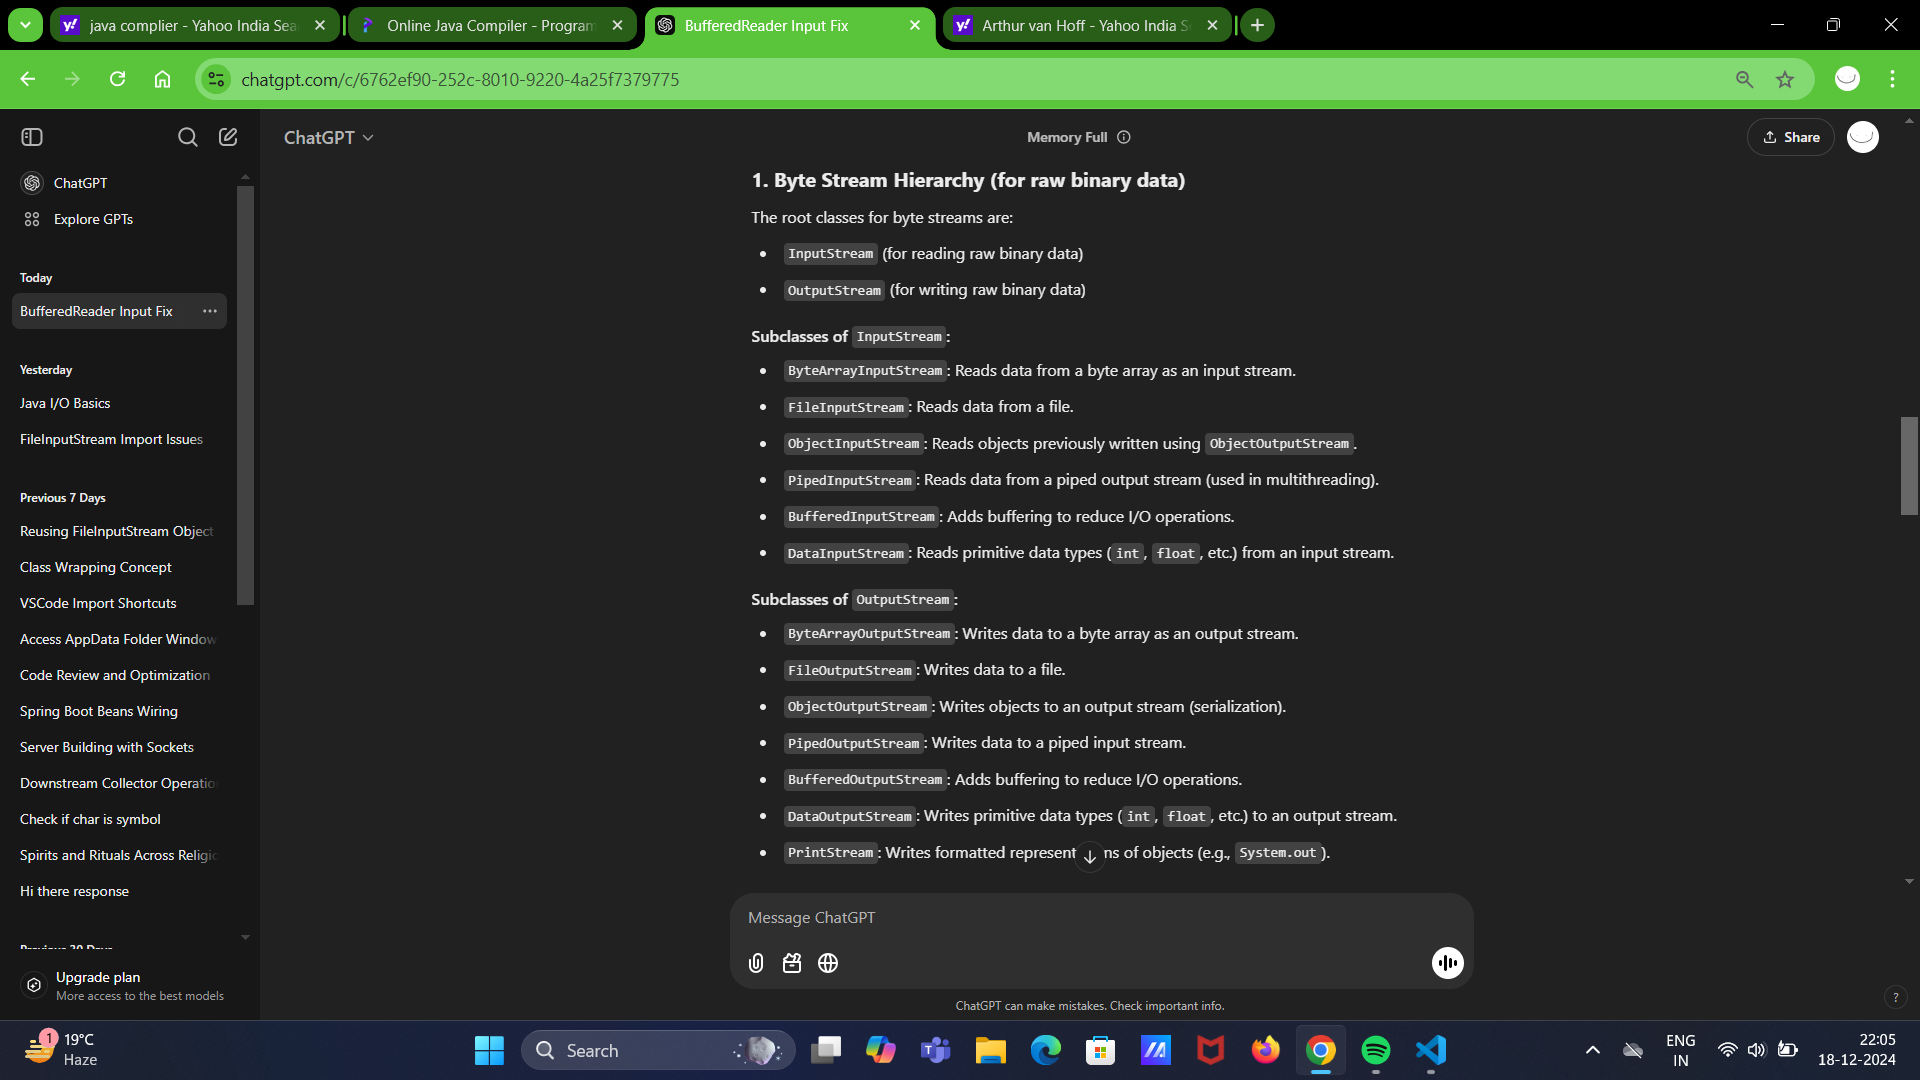 java complier - Yahoo India Sea
Online Java Compiler - Program
BufferedReader Input Fix
Arthur van Hoff - Yahoo India S
chatgpt.com/c/6762ef90-252c-8010-9220-4a25f7379775
ChatGPT
Memory Full
Share
ChatGPT
Explore GPTs
Today
BufferedReader Input Fix
Yesterday
Java I/O Basics
FileInputStream Import Issues
Previous 7 Days
Reusing FileInputStream Object
Class Wrapping Concept
VSCode Import Shortcuts
Access AppData Folder Window
Code Review and Optimization
Spring Boot Beans Wiring
Server Building with Sockets
Downstream Collector Operatio
Check if char is symbol
Spirits and Rituals Across Religio
Hi there response
Previous 30 Days
Upgrade plan
More access to the best models
1. Byte Stream Hierarchy (for raw binary data)
The root classes for byte streams are:
InputStream (for reading raw binary data)
OutputStream (for writing raw binary data)
Subclasses of InputStream:
ByteArrayInputStream: Reads data from a byte array as an input stream.
FileInputStream: Reads data from a file.
ObjectInputStream: Reads objects previously written using ObjectOutputStream.
PipedInputStream: Reads data from a piped output stream (used in multithreading).
BufferedInputStream: Adds buffering to reduce I/O operations.
DataInputStream: Reads primitive data types (int, float, etc.) from an input stream.
Subclasses of OutputStream:
ByteArrayOutputStream: Writes data to a byte array as an output stream.
FileOutputStream: Writes data to a file.
ObjectOutputStream: Writes objects to an output stream (serialization).
PipedOutputStream: Writes data to a piped input stream.
BufferedOutputStream: Adds buffering to reduce I/O operations.
DataOutputStream: Writes primitive data types (int, float, etc.) to an output stream.
PrintStream: Writes formatted represent ns of objects (e.g., System.out).
Message ChatGPT
ChatGPT can make mistakes. Check important info.
?
1
19°C
Haze
Search
ENG
IN
22:05
18-12-2024